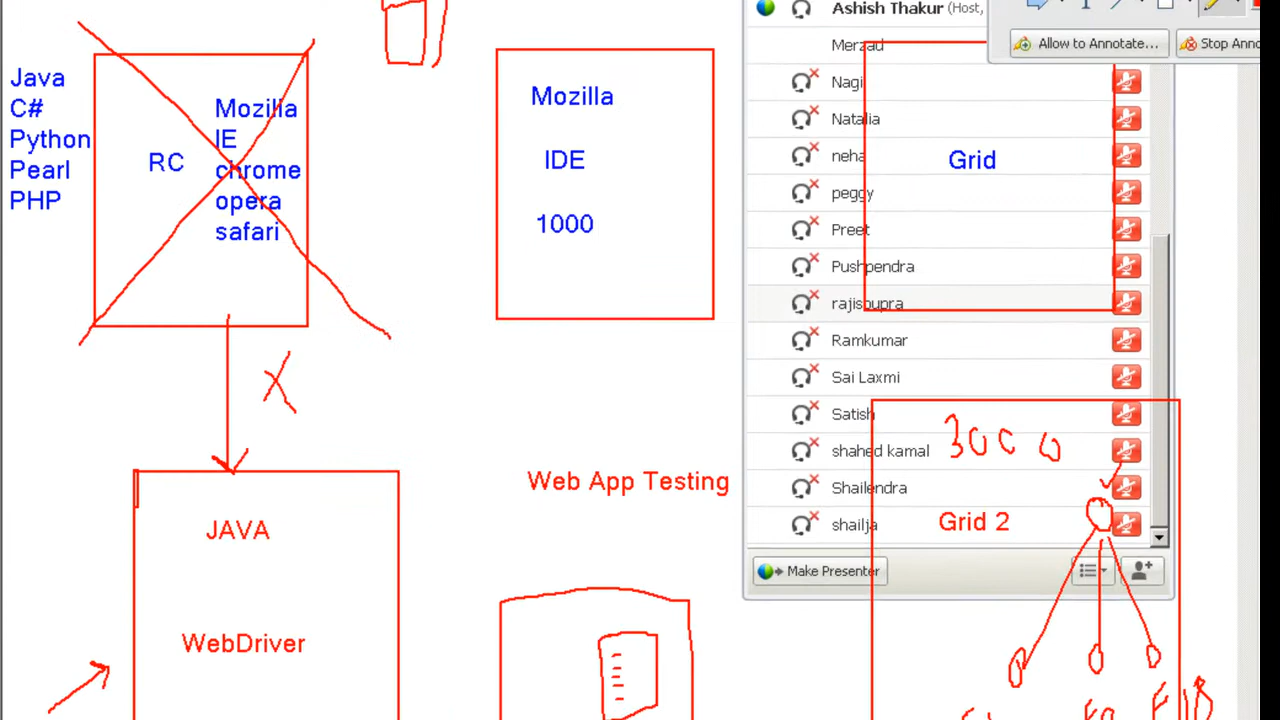 Java
C#
Python
Pearl
PHP
RC
Mozilla
IE
chrome
opera
safari
Mozilla
IDE
1000
Ashish Thakur (Host,
Allow to Annotate...
Stop Anno
Merzad
Nagi
Natalia
neha
peggy
Preet
Pushpendra
Ramkumar
Sai Laxmi
Satish
shahed kamal
Shailendra
shailja
Grid
X
3000
Grid 2
Make Presenter
Web App Testing
JAVA
WebDriver